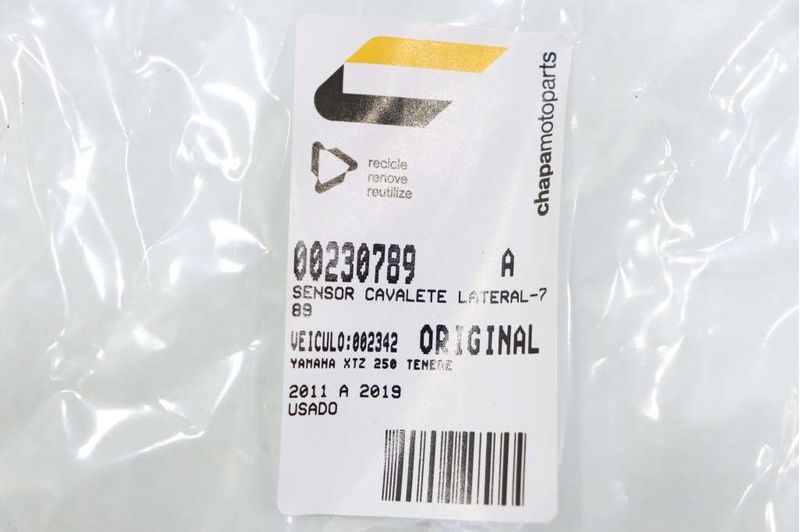 chapamotoparts
recicle
renove
reutilize
00230789 A
SENSOR CAVALETE LATERAL-7
89
VEICULO:002342 ORIGINAL
YAMAHA XTZ 250 TENERE
2011 A 2019
USADO